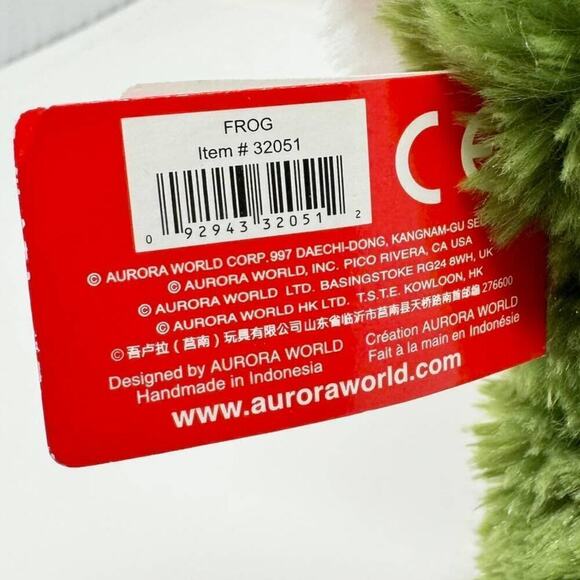 FROG
Item # 32051
0 92943 32051 2
CE
© AURORA WORLD CORP. 997 DAECHI-DONG, KANGNAM-GU
© AURORA WORLD, INC. PICO RIVERA, CA USA
© AURORA WORLD LTD. BASINGSTOKE RG24 8WH, UK
© AURORA WORLD HK LTD. T.S.T.E. KOWLOON, HK
© 吾卢拉（莒南）玩具有限公司山东省临沂市莒南县天桥路南首邮编 276600
Designed by AURORA WORLD
Handmade in Indonesia
Création AURORA WORLD
Fait à la main en Indonésie
www.auroraworld.com